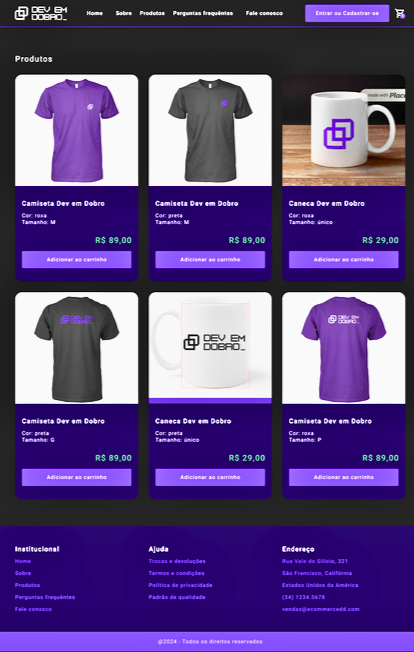 DEV EM
DOBRO_
Home Sobre Produtos Perguntas frequêntes Fale conosco
Entrar ou Cadastrar-se
Produtos
Made with Place
Camiseta Dev em Dobro
Cor: roxa
Tamanho: M
R$ 89,00
Adicionar ao carrinho
Camiseta Dev em Dobro
Cor: preta
Tamanho: M
R$ 89,00
Adicionar ao carrinho
Caneca Dev em Dobro
Cor: roxa
Tamanho: único
R$ 29,00
Adicionar ao carrinho
DEV EM
DOBRO_
Camiseta Dev em Dobro
Cor: preta
Tamanho: G
R$ 89,00
Adicionar ao carrinho
DEV EM
DOBRO_
Caneca Dev em Dobro
Cor: preta
Tamanho: único
R$ 29,00
Adicionar ao carrinho
DEV EM
DOBRO_
Camiseta Dev em Dobro
Cor: roxa
Tamanho: P
R$ 89,00
Adicionar ao carrinho
Institucional
Home
Sobre
Produtos
Perguntas frequêntes
Fale conosco
Ajuda
Trocas e devoluções
Termos e condições
Política de privacidade
Padrão de qualidade
Endereço
Rua Vale do Silício, 321
São Francisco, Califórnia
Estados Unidos da América
(34) 1234 5678
vendas@ecommercedd.com
@2024 - Todos os direitos reservados